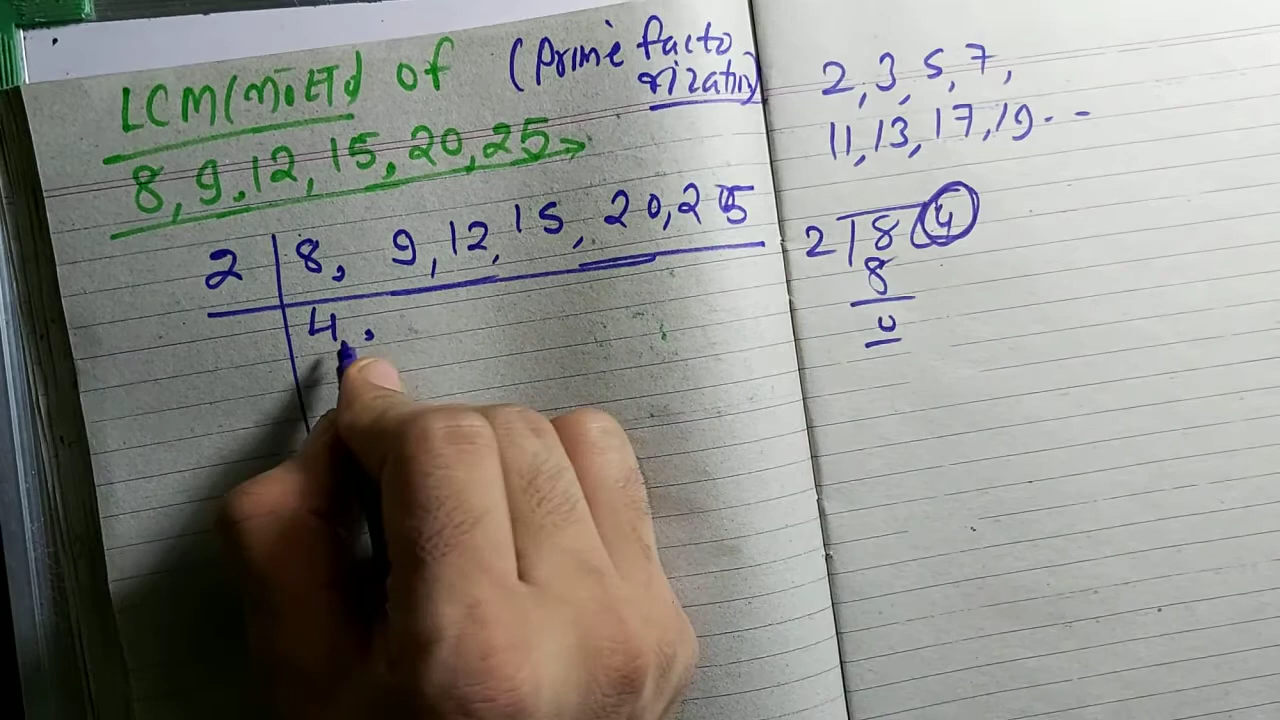 LCM(ल॰स॰) of (Prime facto
rization)
8, 9, 12, 15, 20, 25
2 8, 9, 12, 15, 20, 25
4,
2, 3, 5, 7,
11, 13, 17, 19 - -
2 8 4
8
0